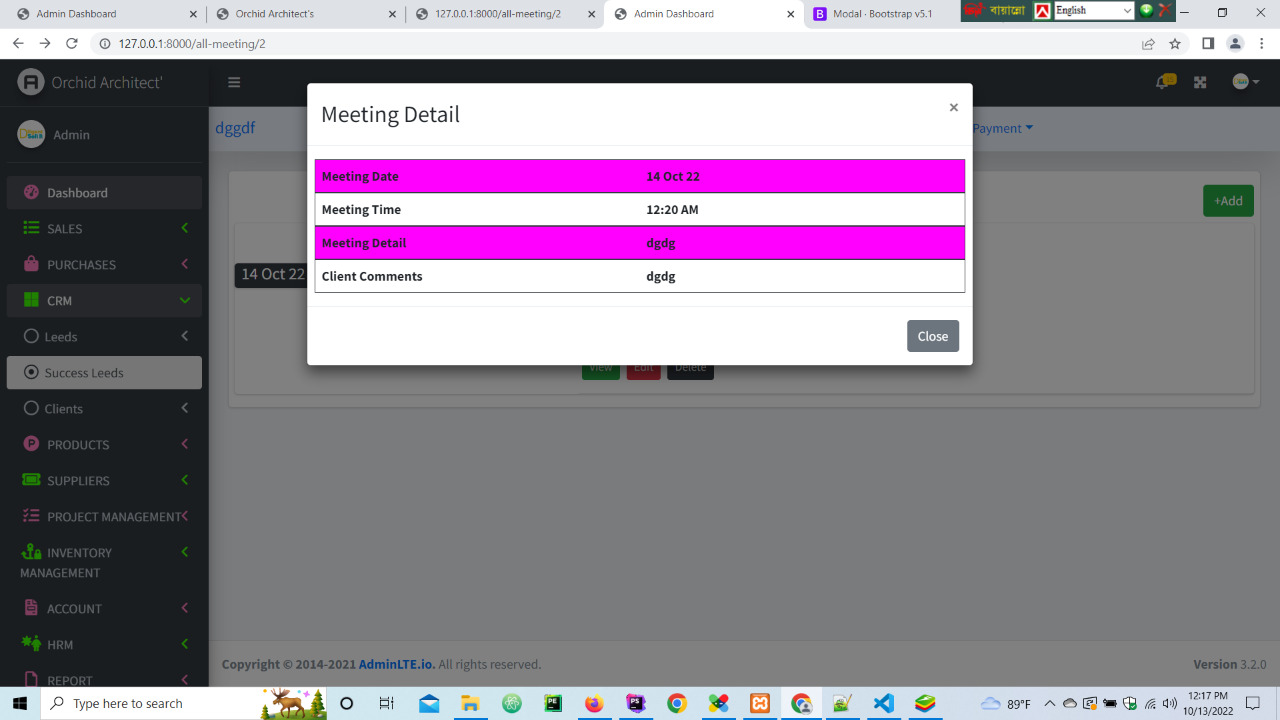 Admin Dashboard
Orchid Architect's
127.0.0.1:8000/all-meeting/2
Admin Dashboard
Modal · Bootstrap v5.1
বায়ান্নো
English
127.0.0.1:8000/all-meeting/2
Orchid Architect'
Admin
Dashboard
SALES
PURCHASES
CRM
Leeds
Success Leeds
Clients
PRODUCTS
SUPPLIERS
PROJECT MANAGEMENT
INVENTORY
MANAGEMENT
ACCOUNT
HRM
REPORT
dggdf
Payment
+Add
14 Oct 22
Meeting Detail
×
Meeting Date 14 Oct 22
Meeting Time 12:20 AM
Meeting Detail dgdg
Client Comments dgdg
Close
View Edit Delete
Copyright © 2014-2021 AdminLTE.io. All rights reserved.
Version 3.2.0
Type here to search
89°F
12:17 PM
10/13/2022